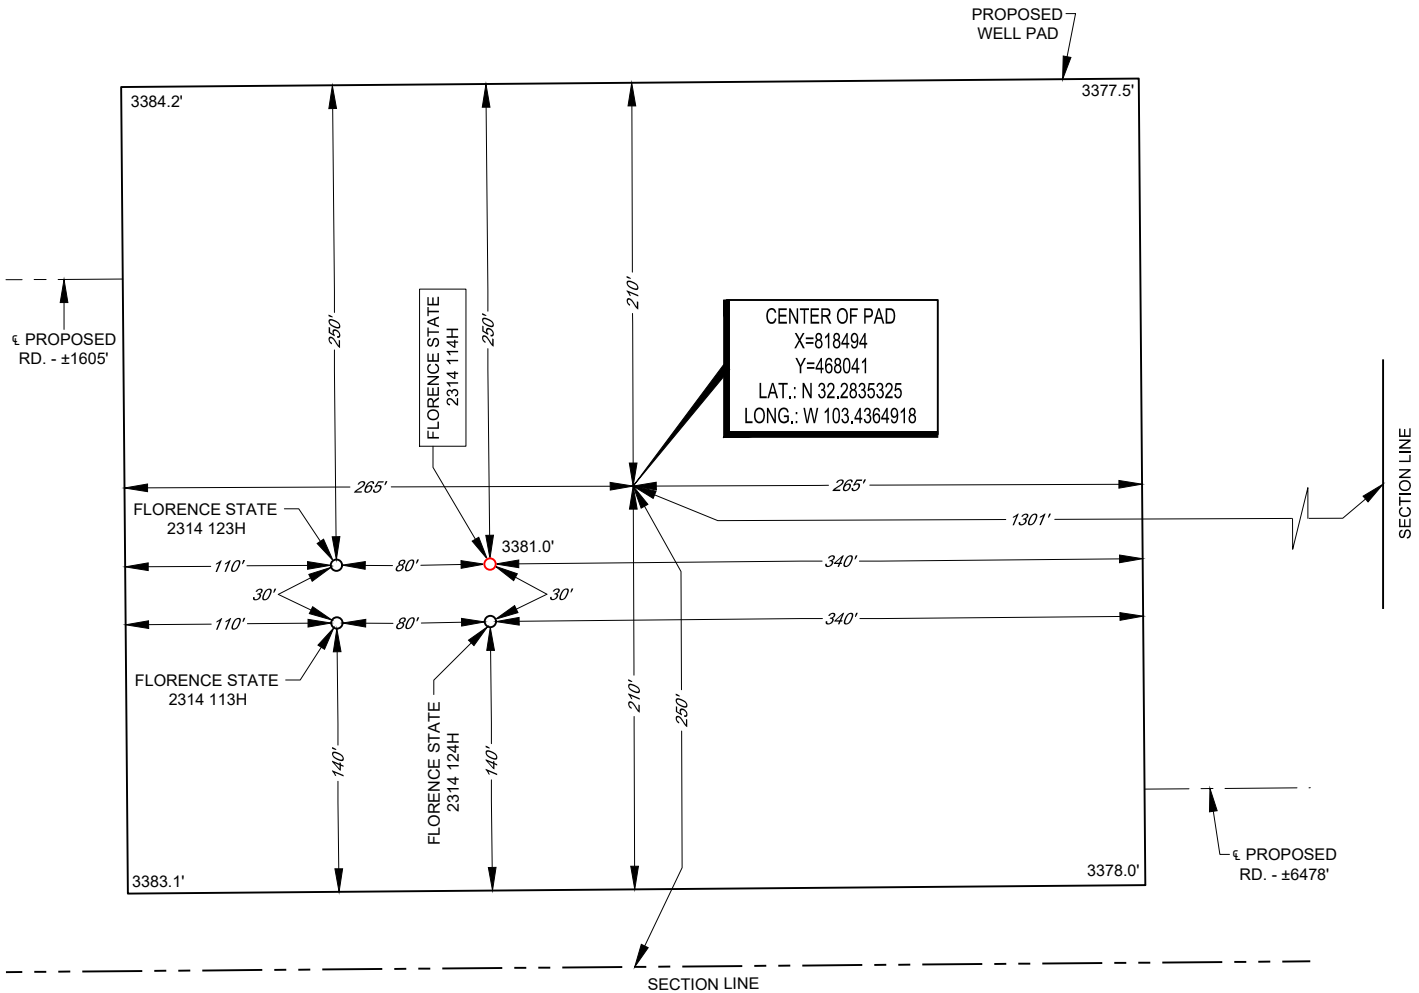 PROPOSED
WELL PAD
3384.2'
3377.5'
℄ PROPOSED
RD. - ±1605'
250'
FLORENCE STATE
2314 114H
250'
210'
CENTER OF PAD
X=818494
Y=468041
LAT.: N 32.2835325
LONG.: W 103.4364918
SECTION LINE
265'
265'
FLORENCE STATE
2314 123H
1301'
3381.0'
110'
80'
340'
30'
30'
110'
80'
340'
FLORENCE STATE
2314 113H
FLORENCE STATE
2314 124H
210'
250'
140'
140'
℄ PROPOSED
RD. - ±6478'
3383.1'
3378.0'
SECTION LINE